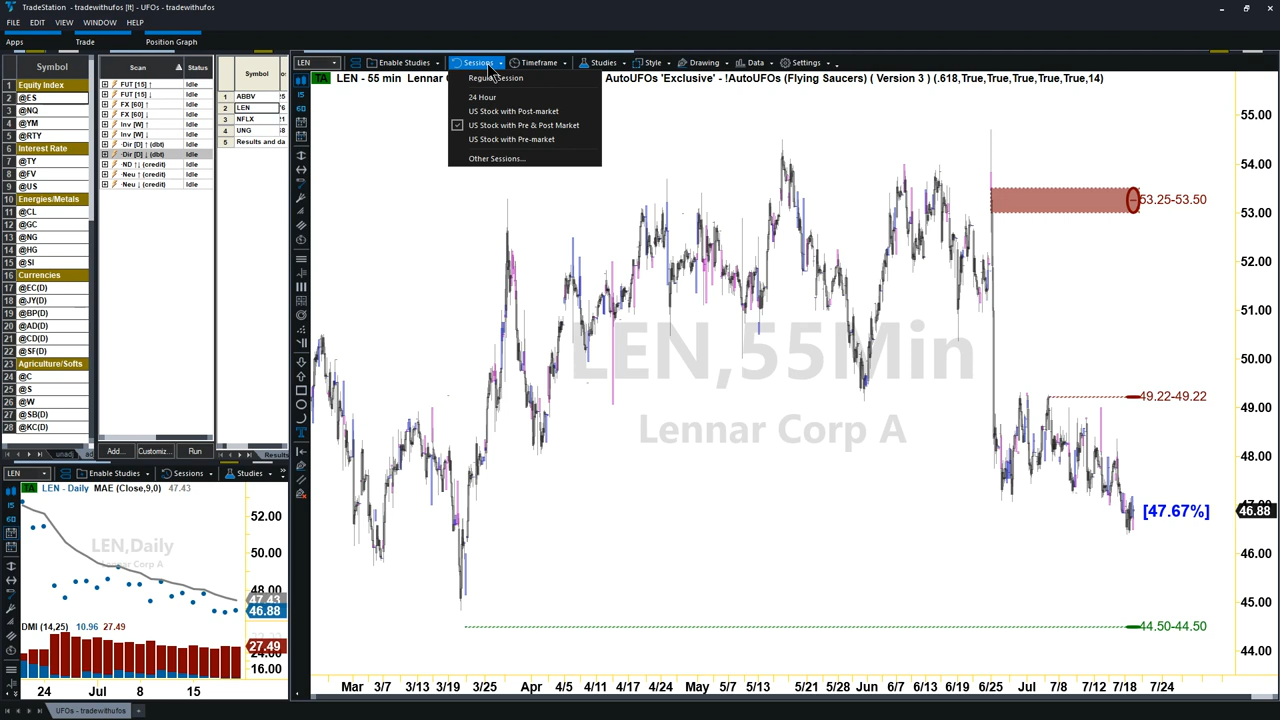 TradeStation - tradewithufos [lt] - UFOs - tradewithufos
FILE EDIT VIEW WINDOW HELP
Apps Trade Position Graph
Symbol
Equity Index
2 @ES
3 @NQ
4 @YM
5 @RTY
6 Interest Rate
7 @TY
8 @FV
9 @US
10 Energies/Metals
11 @CL
12 @GC
13 @NG
14 @HG
15 @SI
16 Currencies
17 @EC(D)
18 @JY(D)
19 @BP(D)
20 @AD(D)
21 @CD(D)
22 @SF(D)
23 Agriculture/Softs
24 @C
25 @S
26 @W
27 @SB(D)
28 @KC(D)
unadj ad
Scan Status
FUT [15] ↑ Idle
FUT [15] ↓ Idle
FX [60] ↑ Idle
FX [60] ↓ Idle
Inv [W] ↑ Idle
Inv [W] ↓ Idle
·Dir [D] ↑ (dbt) Idle
·Dir [D] ↓ (dbt) Idle
·ND ↑↓ (credit) Idle
·Neu ↑ (credit) Idle
·Neu ↓ (credit) Idle
Add... Customiz... Run
Symbol
1 ABBV
2 LEN
3 NFLX
4 UNG
5 Results and da
Results
LEN Enable Studies Sessions Timeframe Studies Style Drawing Data Settings
TA LEN - 55 min Lennar C
AutoUFOs 'Exclusive' - !AutoUFOs (Flying Saucers) ( Version 3 ) (.618,True,True,True,True,True,14)
Regular Session
24 Hour
US Stock with Post-market
US Stock with Pre & Post Market
US Stock with Pre-market
Other Sessions...
LEN,55Min
Lennar Corp A
53.25-53.50
49.22-49.22
[47.67%]
44.50-44.50
55.00
54.00
53.00
52.00
51.00
50.00
49.00
48.00
46.88
46.00
45.00
44.00
Mar 3/7 3/13 3/19 3/25 Apr 4/5 4/11 4/17 4/24 May 5/7 5/13 5/21 5/28 Jun 6/7 6/13 6/19 6/25 Jul 7/8 7/12 7/18 7/24
LEN Enable Studies Sessions Studies
TA LEN - Daily MAE (Close,9,0) 47.43
LEN,Daily
Lennar Corp A
52.00
50.00
48.00
47.43
46.88
DMI (14,25) 10.96 27.49
27.49
16.00
24 Jul 8 15
UFOs - tradewithufos